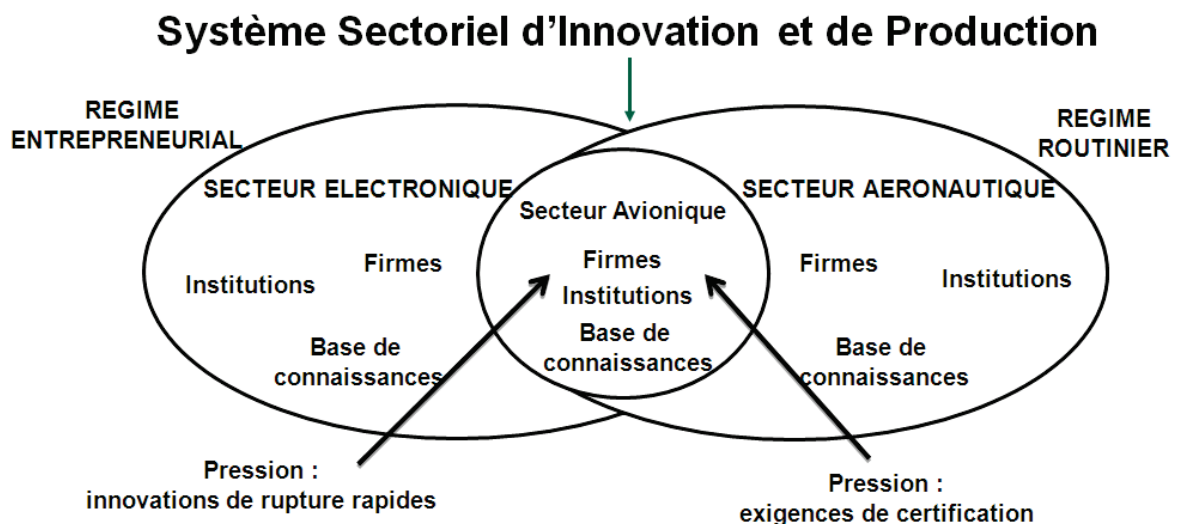 Système Sectoriel d'Innovation et de Production
REGIME
ENTREPRENEURIAL
REGIME
ROUTINIER
SECTEUR ELECTRONIQUE
Secteur Avionique
SECTEUR AERONAUTIQUE
Institutions
Firmes
Base de
connaissances
Firmes
Institutions
Base de
connaissances
Firmes
Institutions
Base de
connaissances
Pression :
innovations de rupture rapides
Pression :
exigences de certification